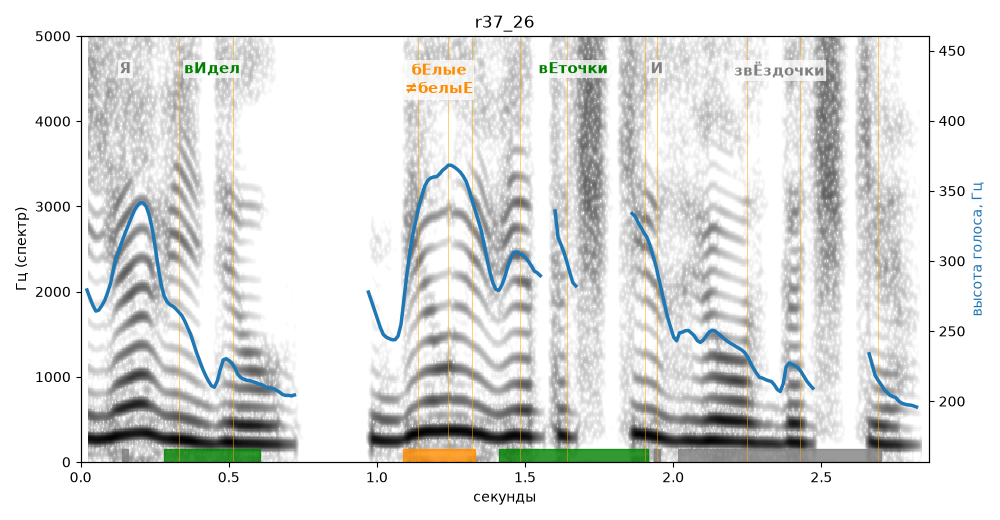 r37_26
5000
4000
3000
2000
1000
0
Гц (спектр)
Я
вИдел
бЕлые
≠белыЕ
вЕточки
И
звЁздочки
450
400
350
300
250
200
высота голоса, Гц
0.0 0.5 1.0 1.5 2.0 2.5
секунды